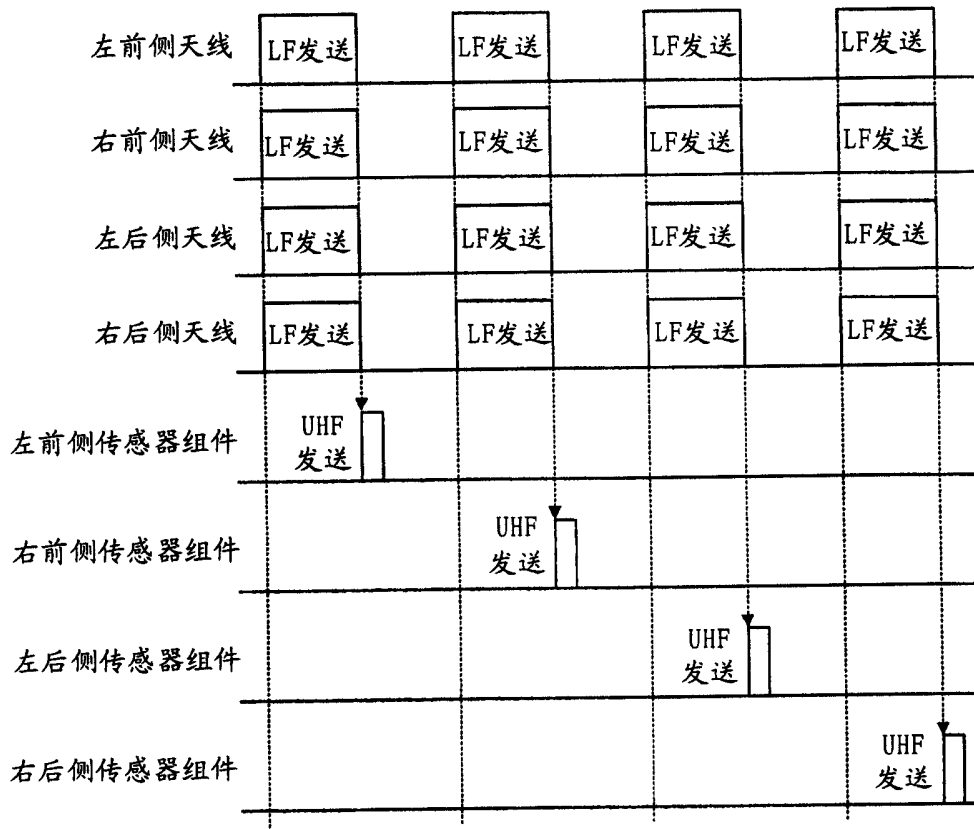 左前侧天线 LF发送 LF发送 LF发送 LF发送
右前侧天线 LF发送 LF发送 LF发送 LF发送
左后侧天线 LF发送 LF发送 LF发送 LF发送
右后侧天线 LF发送 LF发送 LF发送 LF发送
左前侧传感器组件
UHF
发送
右前侧传感器组件
UHF
发送
左后侧传感器组件
UHF
发送
右后侧传感器组件
UHF
发送